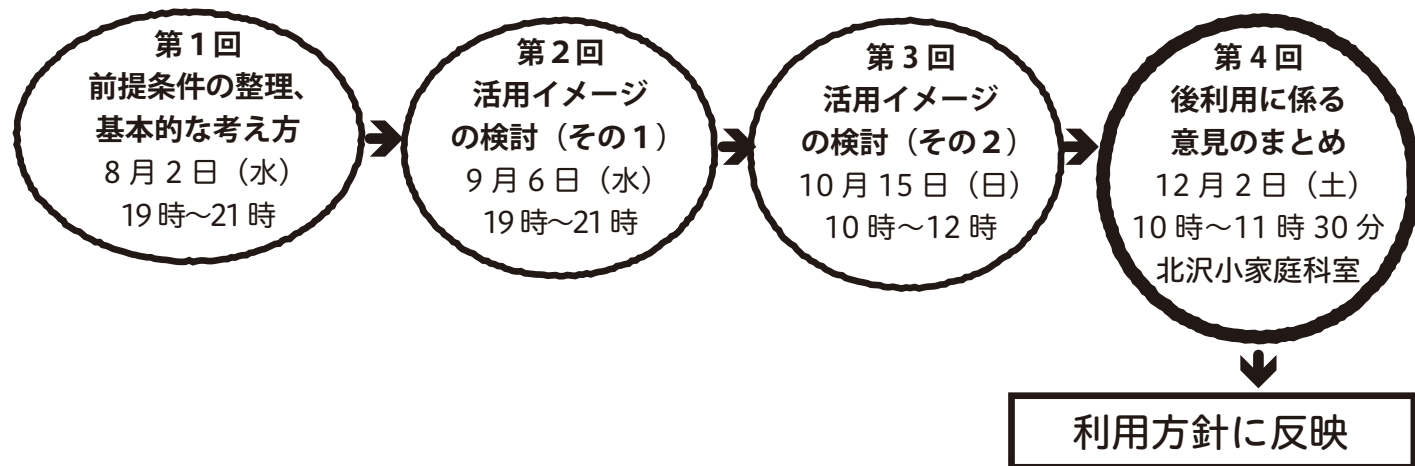 第1回
前提条件の整理、
基本的な考え方
8月2日（水）
19時～21時
第2回
活用イメージ
の検討（その１）
9月6日（水）
19時～21時
第3回
活用イメージ
の検討（その２）
10月15日（日）
10時～12時
第4回
後利用に係る
意見のまとめ
12月2日（土）
10時～11時30分
北沢小家庭科室
利用方針に反映